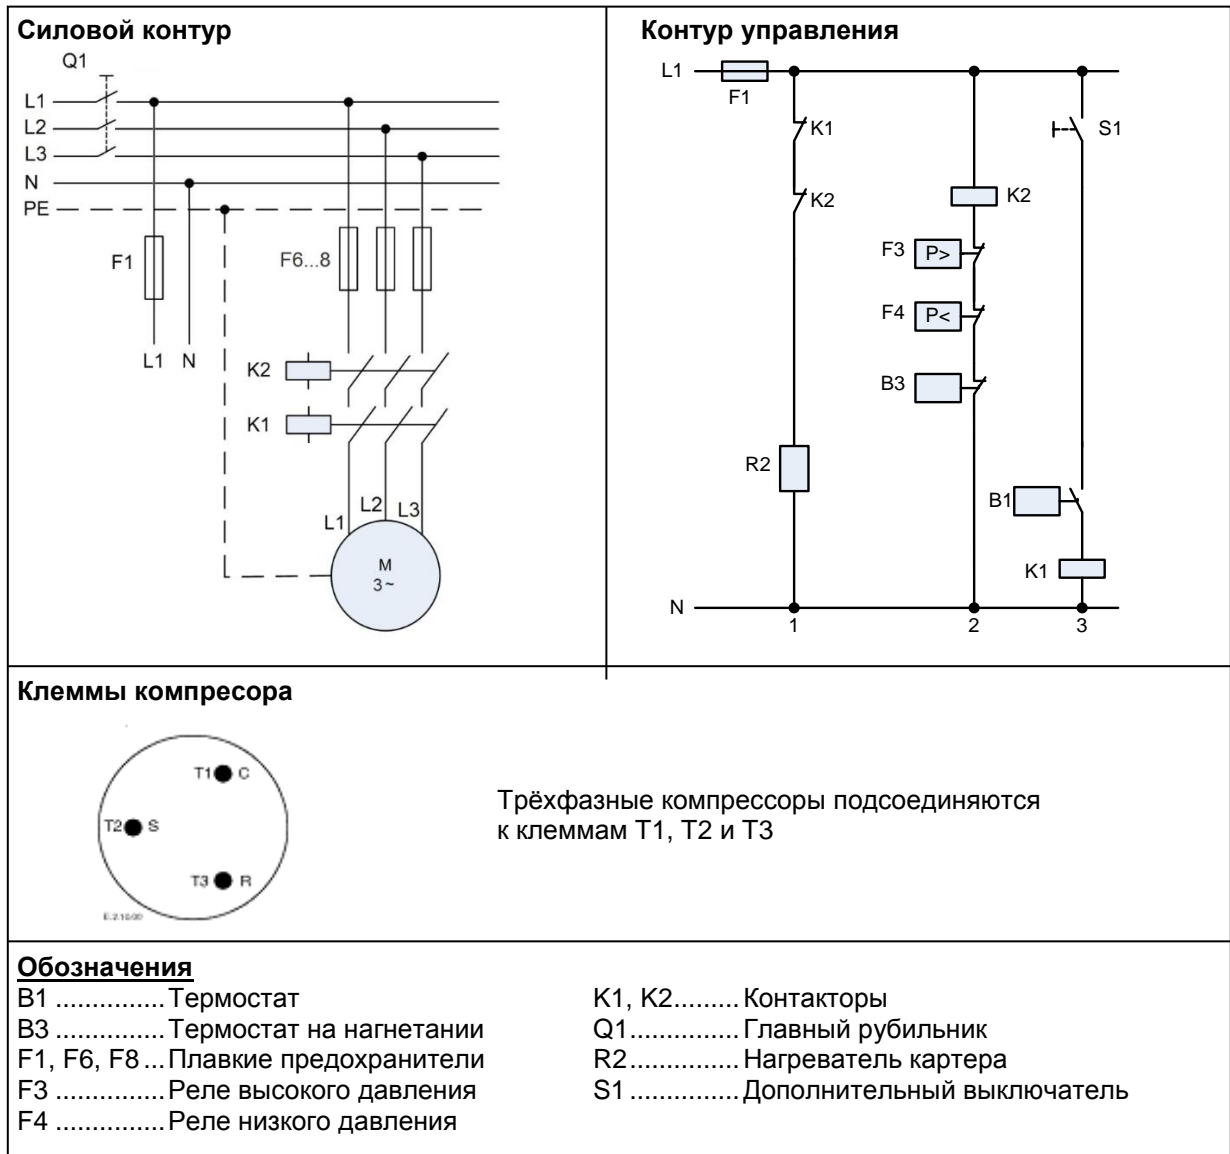 Силовой контур
Q1
L1
L2
L3
N
PE
F1
F6...8
L1 N
K2
K1
L1 L2 L3
M
3~
Контур управления
L1
F1
K1
S1
K2
K2
F3 P>
F4 P<
B3
R2
B1
K1
N
1 2 3
Клеммы компресора
T1 C
T2 S
T3 R
Трёхфазные компрессоры подсоединяются
к клеммам Т1, Т2 и Т3
Обозначения
B1 ............... Термостат
B3 ............... Термостат на нагнетании
F1, F6, F8 ... Плавкие предохранители
F3 ............... Реле высокого давления
F4 ............... Реле низкого давления
K1, K2......... Контакторы
Q1............... Главный рубильник
R2............... Нагреватель картера
S1 ............... Дополнительный выключатель